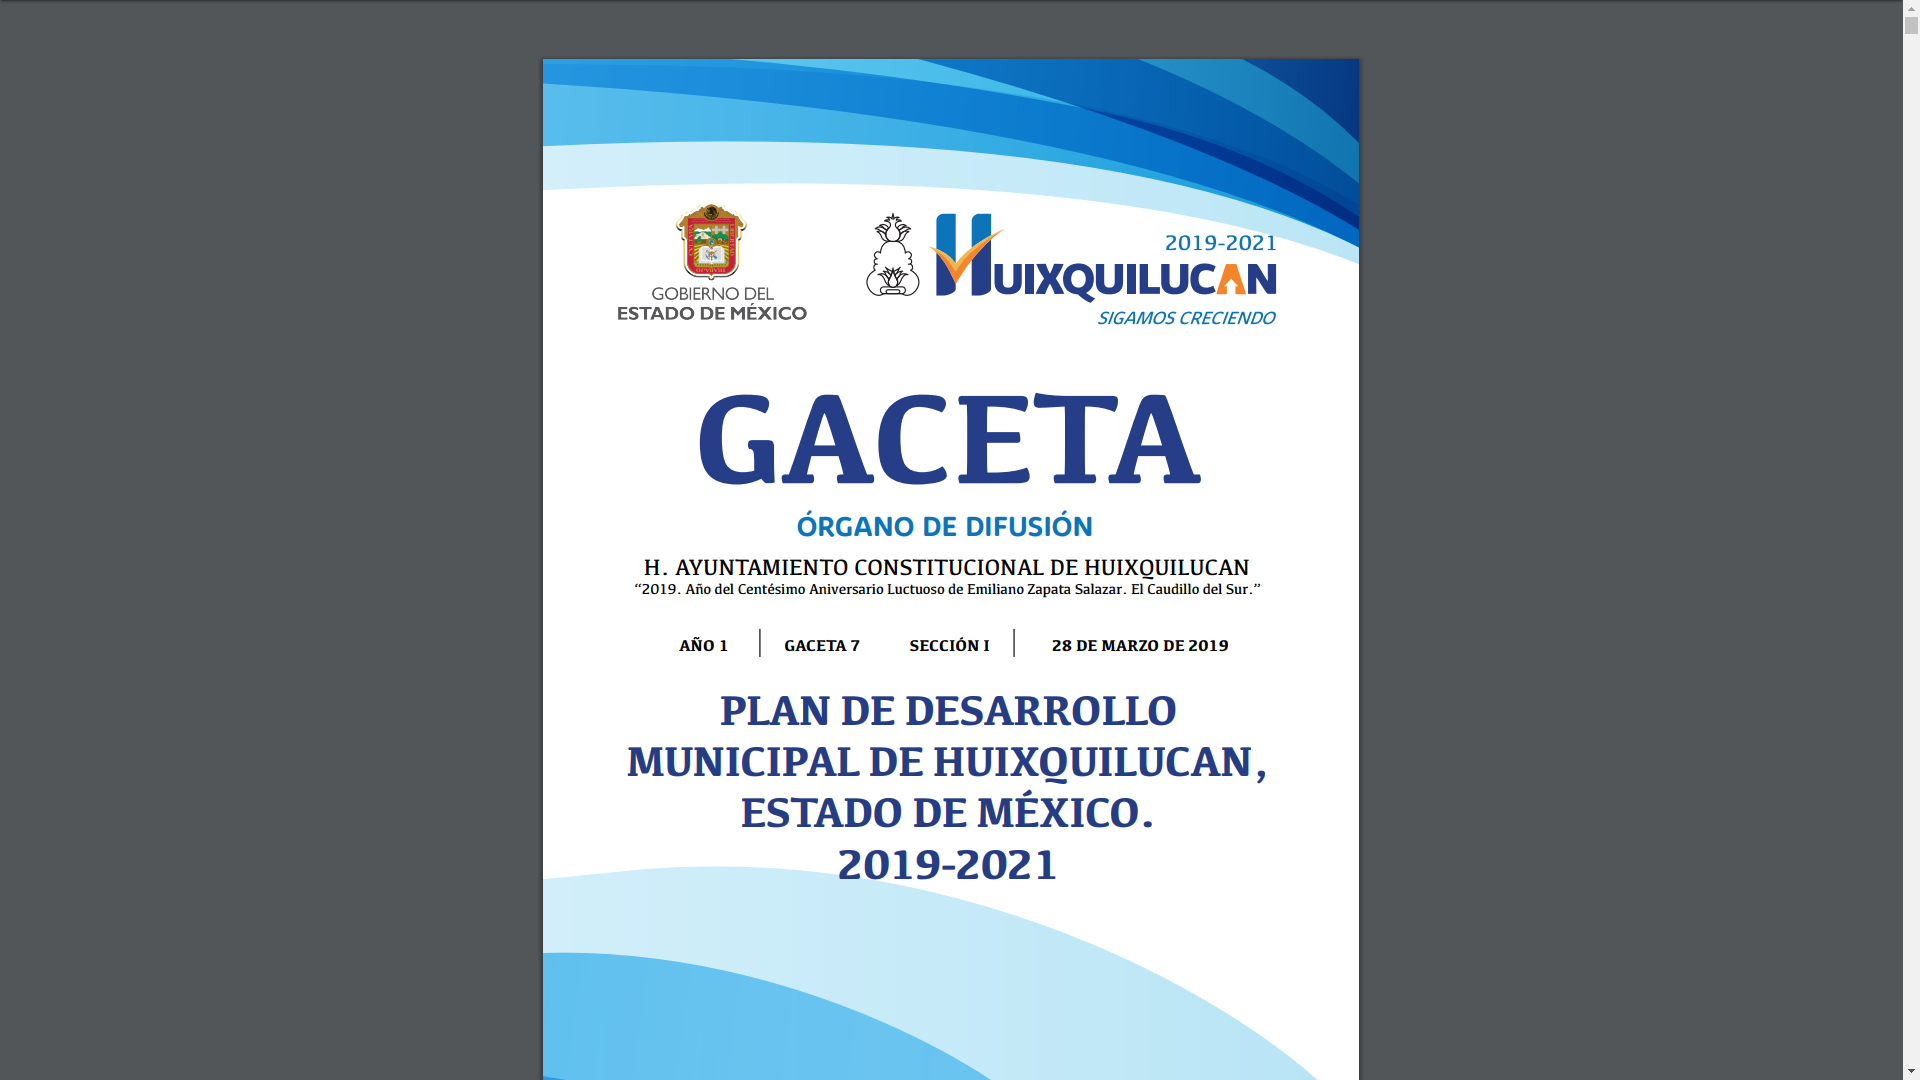 GOBIERNO DEL
ESTADO DE MÉXICO
2019-2021
HUIXQUILUCAN
SIGAMOS CRECIENDO
GACETA
ÓRGANO DE DIFUSIÓN
H. AYUNTAMIENTO CONSTITUCIONAL DE HUIXQUILUCAN
“2019. Año del Centésimo Aniversario Luctuoso de Emiliano Zapata Salazar. El Caudillo del Sur.”
AÑO 1 GACETA 7 SECCIÓN I 28 DE MARZO DE 2019
PLAN DE DESARROLLO
MUNICIPAL DE HUIXQUILUCAN,
ESTADO DE MÉXICO.
2019-2021